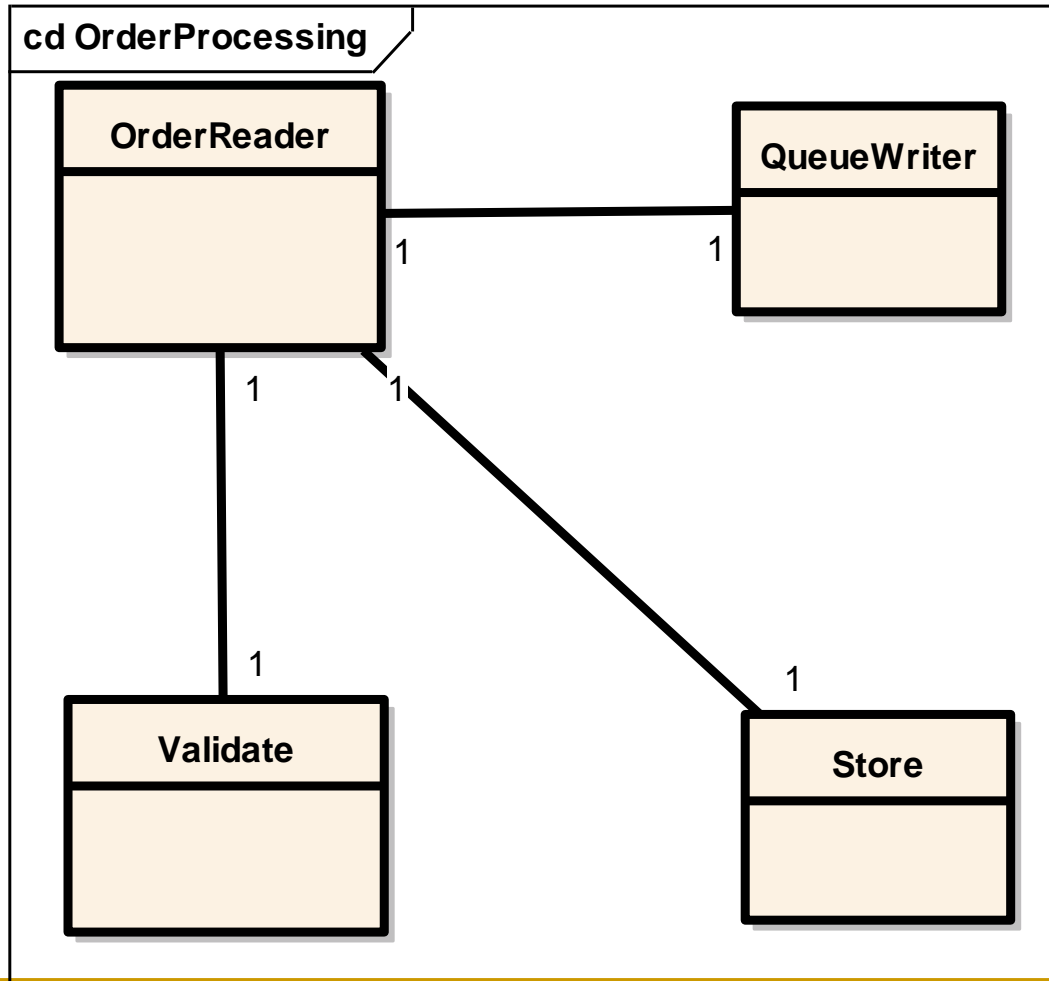 cd OrderProcessing
OrderReader
QueueWriter
1
1
1
1
1
1
Validate
Store